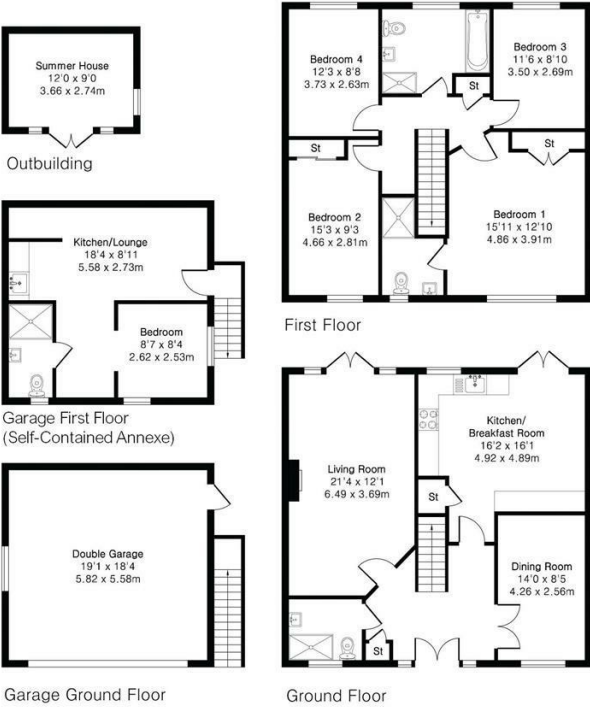 Summer House
12'0 x 9'0
3.66 x 2.74m
Outbuilding
Kitchen/Lounge
18'4 x 8'11
5.58 x 2.73m
Bedroom
8'7 x 8'4
2.62 x 2.53m
Garage First Floor
(Self-Contained Annexe)
Double Garage
19'1 x 18'4
5.82 x 5.58m
Garage Ground Floor
Bedroom 4
12'3 x 8'8
3.73 x 2.63m
Bedroom 3
11'6 x 8'10
3.50 x 2.69m
St
St
St
Bedroom 2
15'3 x 9'3
4.66 x 2.81m
Bedroom 1
15'11 x 12'10
4.86 x 3.91m
First Floor
Kitchen/
Breakfast Room
16'2 x 16'1
4.92 x 4.89m
Living Room
21'4 x 12'1
6.49 x 3.69m
St
Dining Room
14'0 x 8'5
4.26 x 2.56m
St
Ground Floor